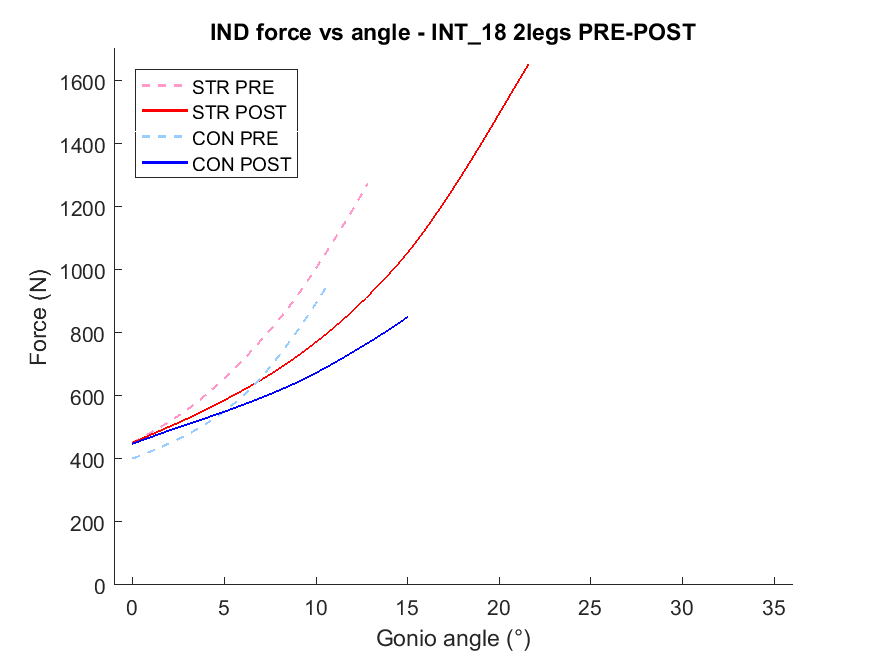 IND force vs angle - INT_18 2legs PRE-POST
STR PRE
STR POST
CON PRE
CON POST
Force (N)
1600
1400
1200
1000
800
600
400
200
0
0 5 10 15 20 25 30 35
Gonio angle (°)